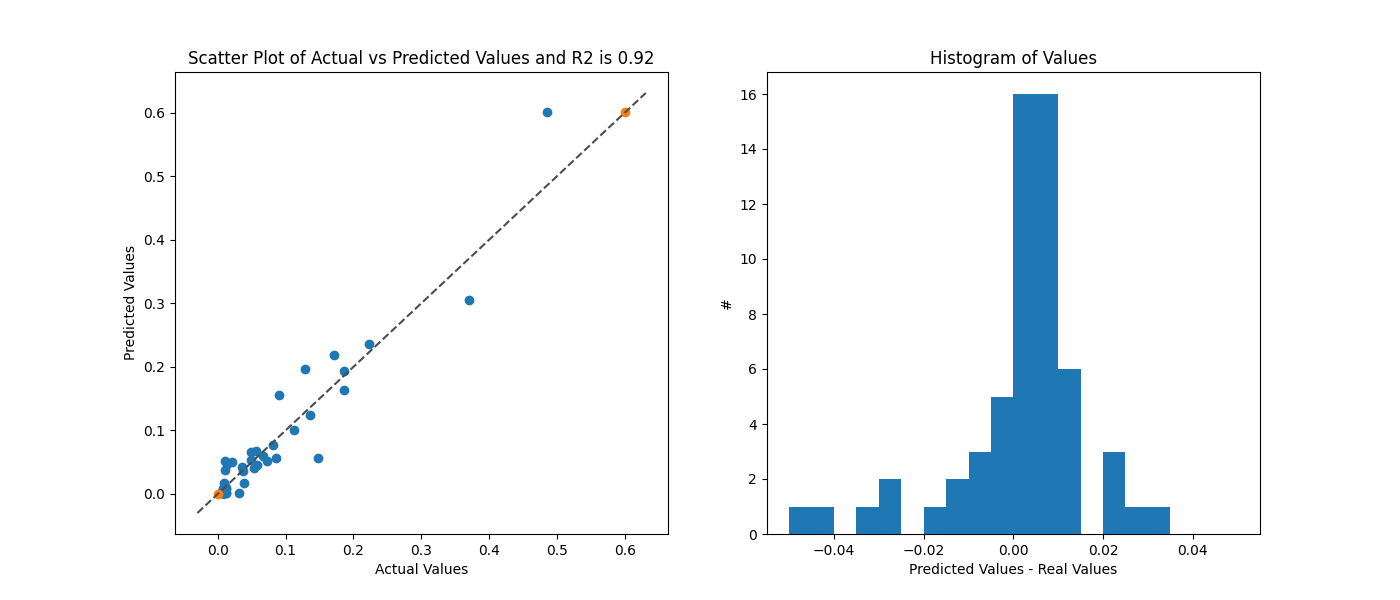 Scatter Plot of Actual vs Predicted Values and R2 is 0.92
0.6
0.5
0.4
0.3
0.2
0.1
0.0
Predicted Values
0.0 0.1 0.2 0.3 0.4 0.5 0.6
Actual Values
Histogram of Values
16
14
12
10
8
6
4
2
0
#
−0.04 −0.02 0.00 0.02 0.04
Predicted Values - Real Values